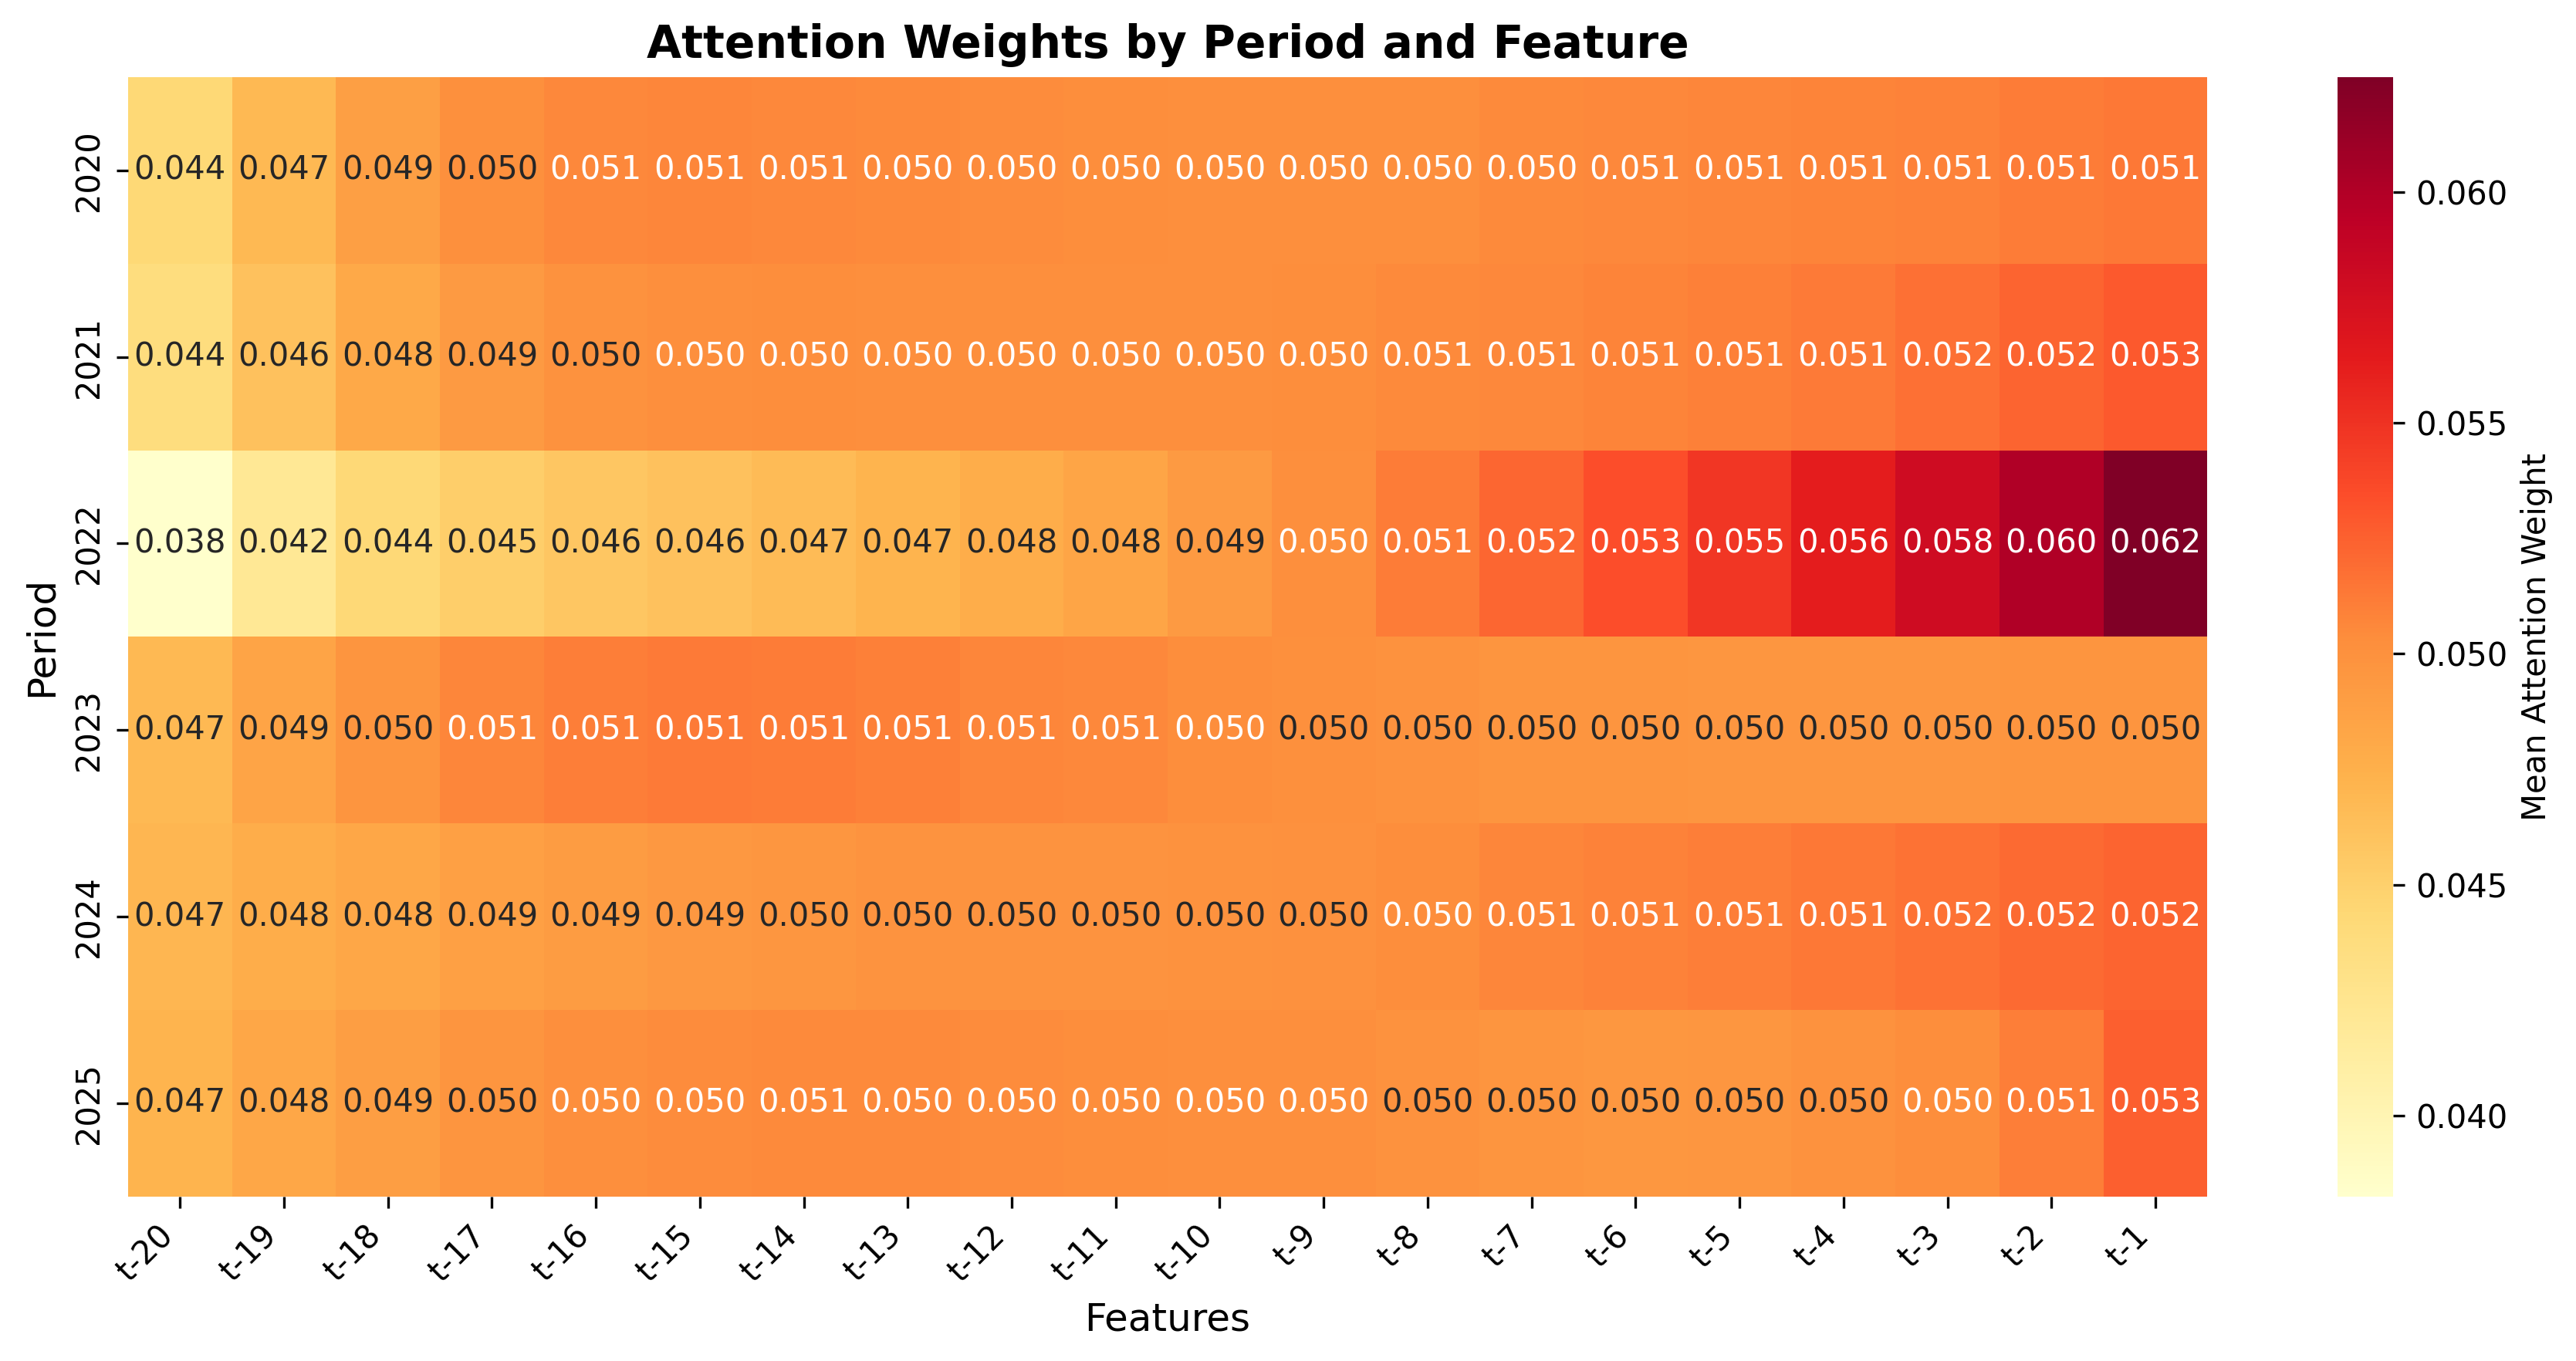 Attention Weights by Period and Feature
Period
2020 0.044 0.047 0.049 0.050 0.051 0.051 0.051 0.050 0.050 0.050 0.050 0.050 0.050 0.050 0.051 0.051 0.051 0.051 0.051 0.051
2021 0.044 0.046 0.048 0.049 0.050 0.050 0.050 0.050 0.050 0.050 0.050 0.050 0.051 0.051 0.051 0.051 0.051 0.052 0.052 0.053
2022 0.038 0.042 0.044 0.045 0.046 0.046 0.047 0.047 0.048 0.048 0.049 0.050 0.051 0.052 0.053 0.055 0.056 0.058 0.060 0.062
2023 0.047 0.049 0.050 0.051 0.051 0.051 0.051 0.051 0.051 0.051 0.050 0.050 0.050 0.050 0.050 0.050 0.050 0.050 0.050 0.050
2024 0.047 0.048 0.048 0.049 0.049 0.049 0.050 0.050 0.050 0.050 0.050 0.050 0.050 0.051 0.051 0.051 0.051 0.052 0.052 0.052
2025 0.047 0.048 0.049 0.050 0.050 0.050 0.051 0.050 0.050 0.050 0.050 0.050 0.050 0.050 0.050 0.050 0.050 0.050 0.051 0.053
t-20 t-19 t-18 t-17 t-16 t-15 t-14 t-13 t-12 t-11 t-10 t-9 t-8 t-7 t-6 t-5 t-4 t-3 t-2 t-1
Features
0.060
0.055
0.050
0.045
0.040
Mean Attention Weight